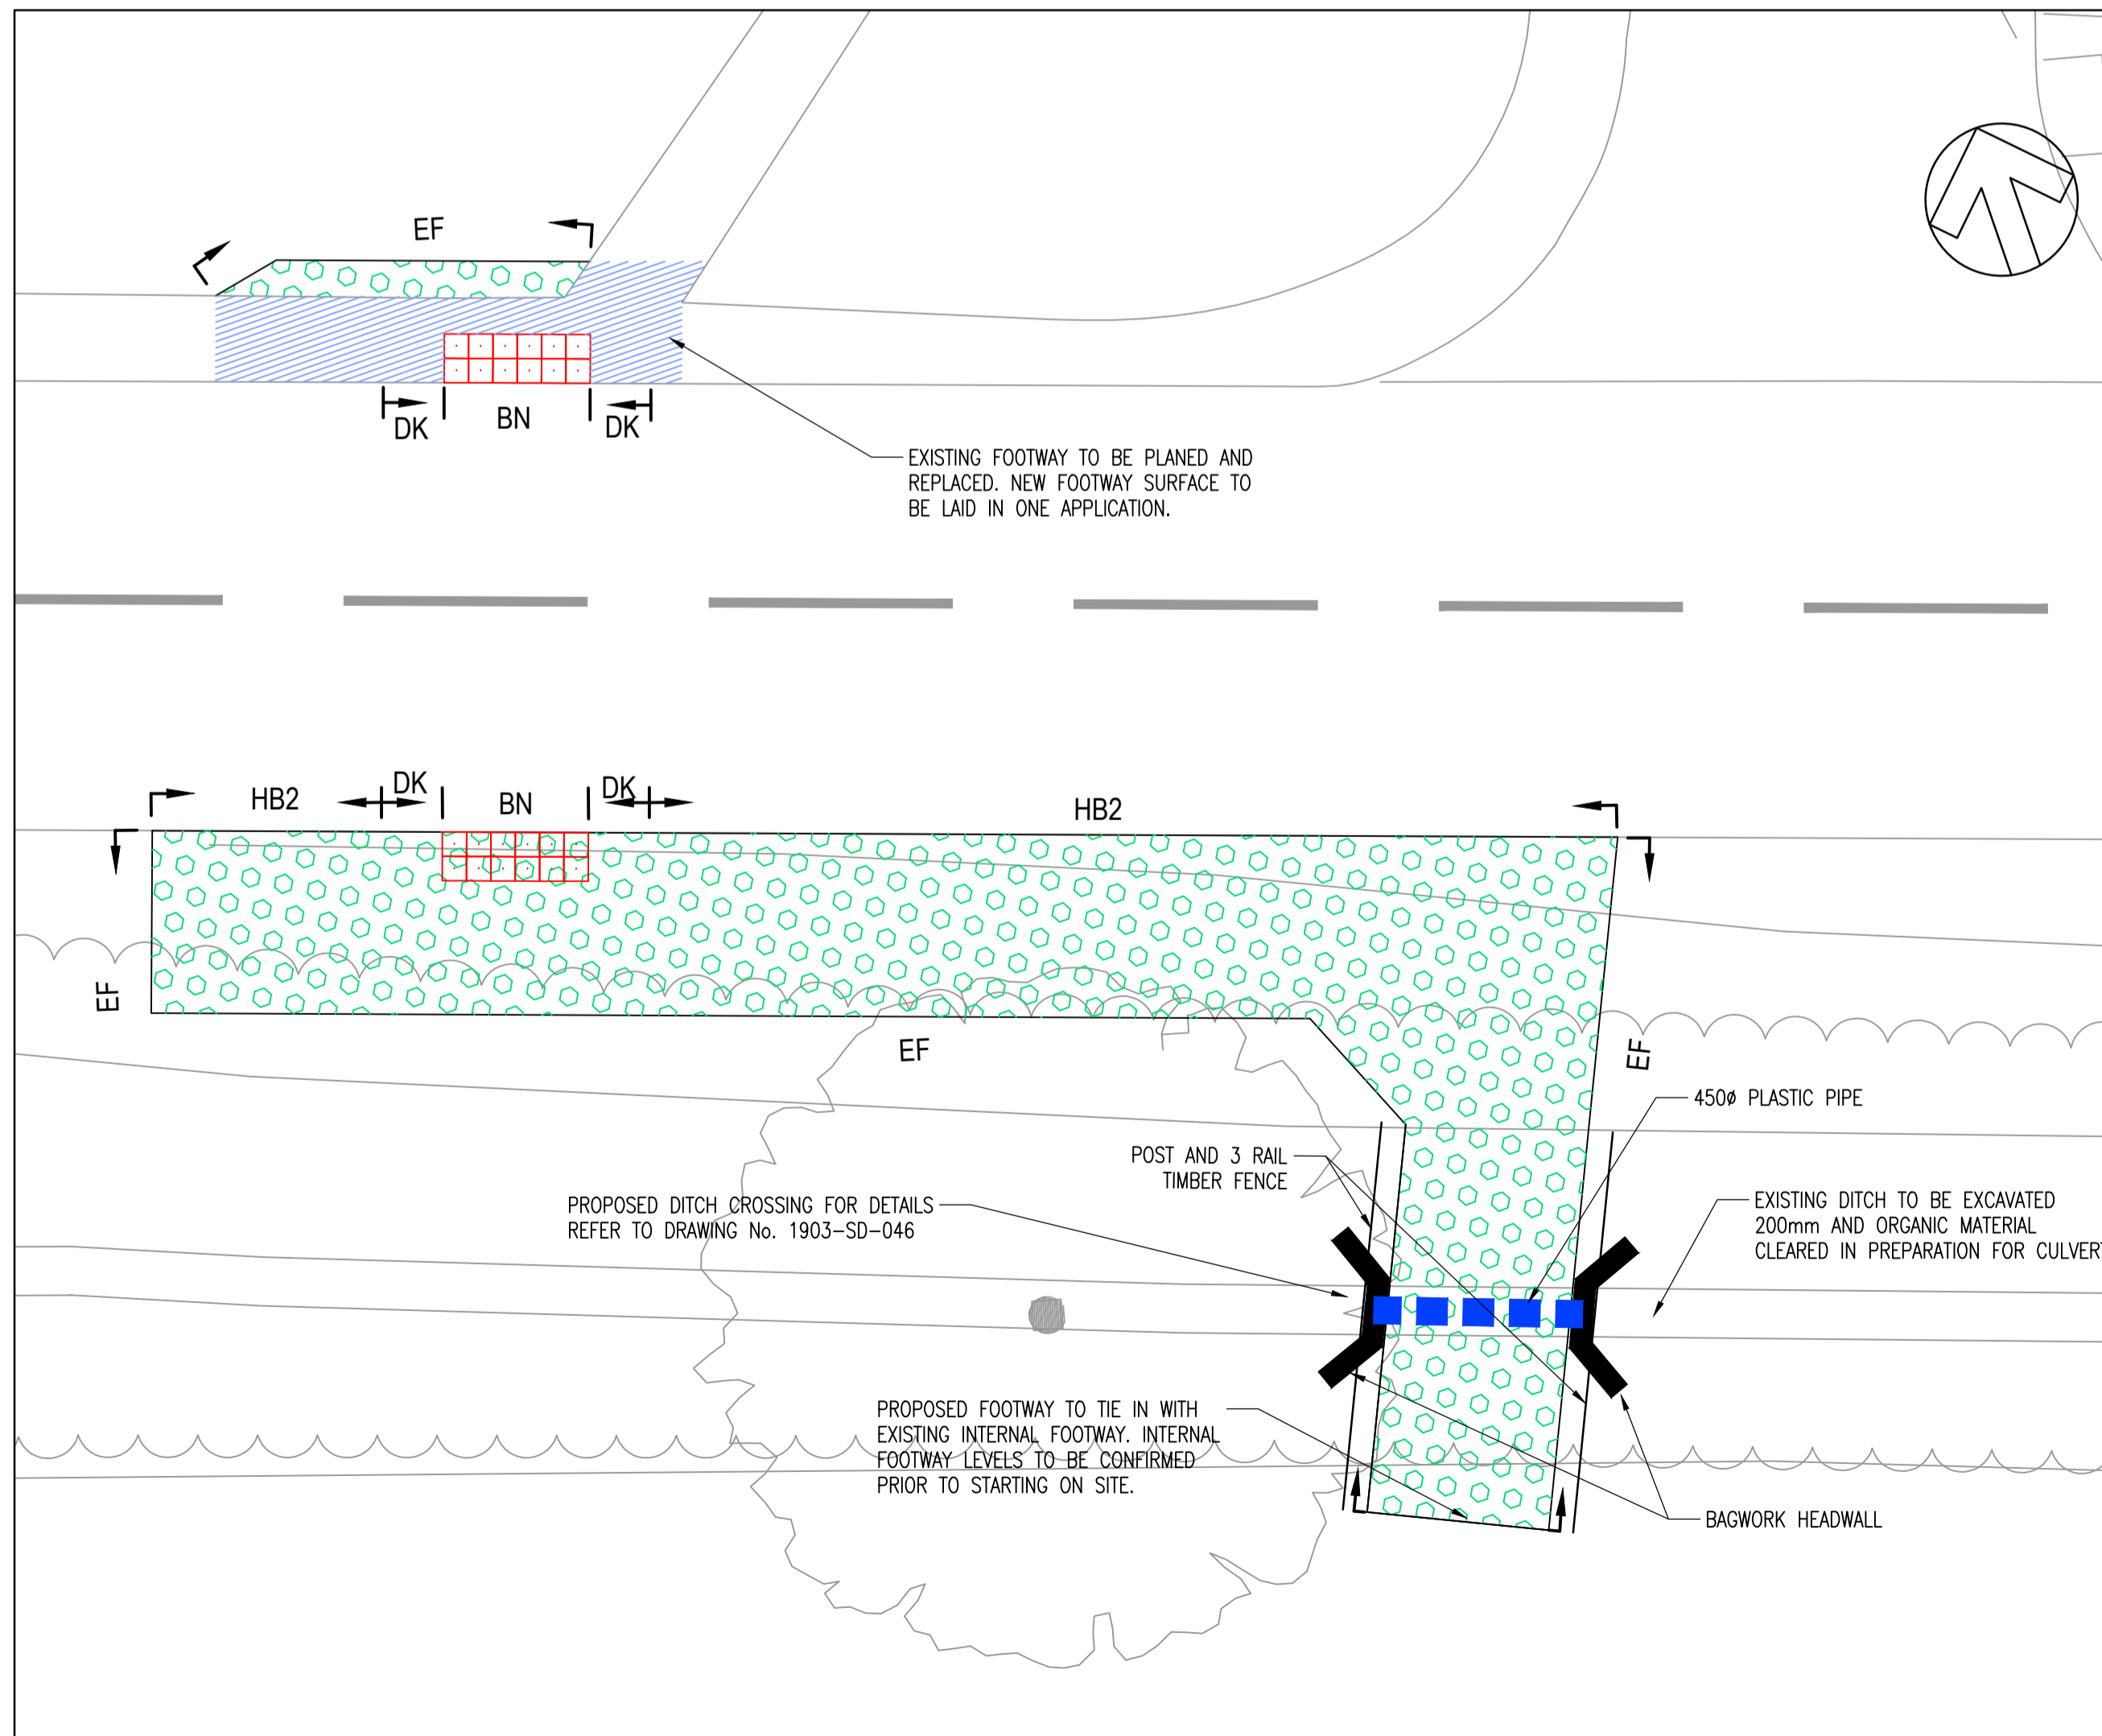 EF
DK
BN
DK
EXISTING FOOTWAY TO BE PLANED AND
REPLACED. NEW FOOTWAY SURFACE TO
BE LAID IN ONE APPLICATION.
HB2
DK
BN
DK
HB2
EF
EF
EF
450ø PLASTIC PIPE
POST AND 3 RAIL
TIMBER FENCE
PROPOSED DITCH CROSSING FOR DETAILS
REFER TO DRAWING No. 1903-SD-046
EXISTING DITCH TO BE EXCAVATED
200mm AND ORGANIC MATERIAL
CLEARED IN PREPARATION FOR CULVERT
PROPOSED FOOTWAY TO TIE IN WITH
EXISTING INTERNAL FOOTWAY. INTERNAL
FOOTWAY LEVELS TO BE CONFIRMED
PRIOR TO STARTING ON SITE.
BAGWORK HEADWALL